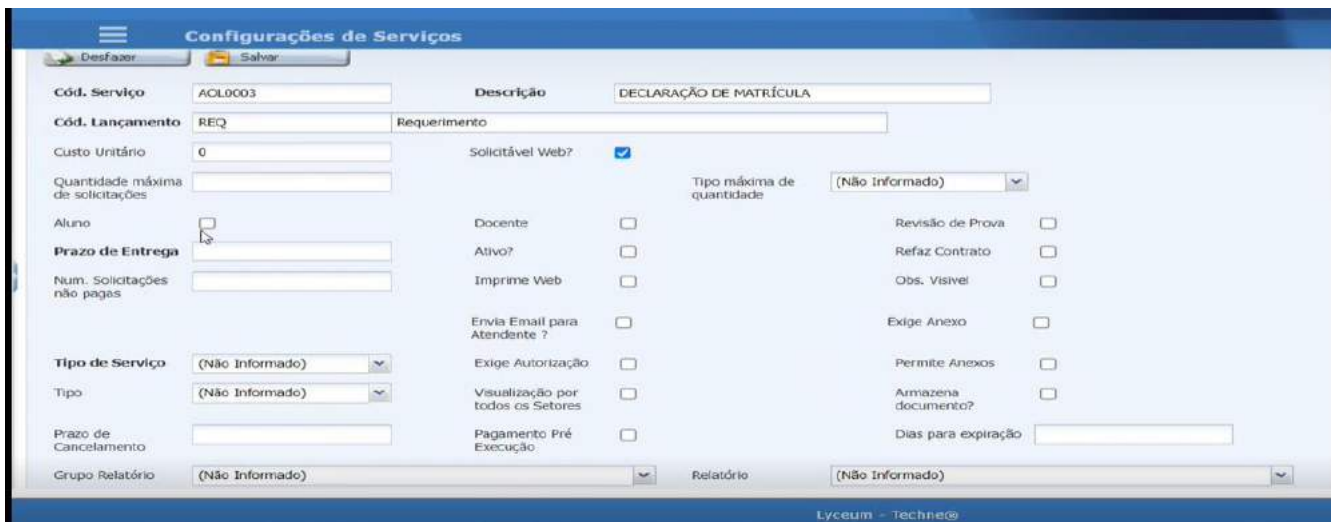 Configurações de Serviços
Desfazer Salvar
Cód. Serviço AOL0003 Descrição DECLARAÇÃO DE MATRÍCULA
Cód. Lançamento REQ Requerimento
Custo Unitário 0 Solicitável Web?
Quantidade máxima de solicitações Tipo máxima de quantidade (Não Informado)
Aluno Docente Revisão de Prova
Prazo de Entrega Ativo? Refaz Contrato
Num. Solicitações não pagas Imprime Web Obs. Visivel
Envia Email para Atendente ? Exige Anexo
Tipo de Serviço (Não Informado) Exige Autorização Permite Anexos
Tipo (Não Informado) Visualização por todos os Setores Armazena documento?
Prazo de Cancelamento Pagamento Pré Execução Dias para expiração
Grupo Relatório (Não Informado) Relatório (Não Informado)
Lyceum - Techne®